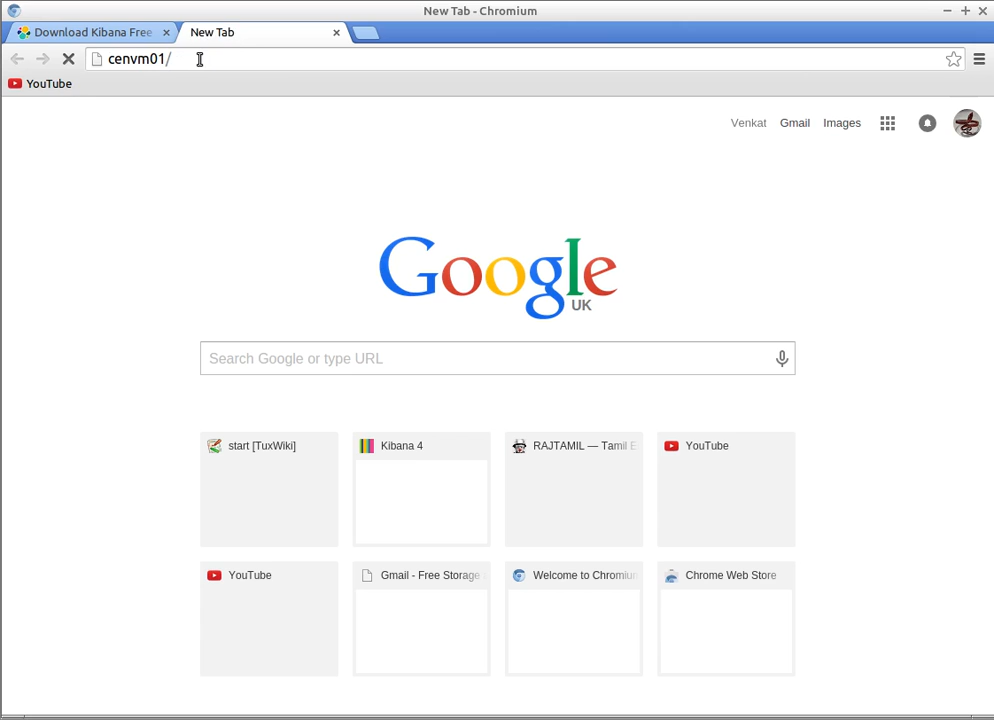 New Tab - Chromium
Download Kibana Free
New Tab
cenvm01/
YouTube
Venkat Gmail Images
Google
UK
Search Google or type URL
start [TuxWiki]
Kibana 4
RAJTAMIL — Tamil E
YouTube
YouTube
Gmail - Free Storage
Welcome to Chromium
Chrome Web Store